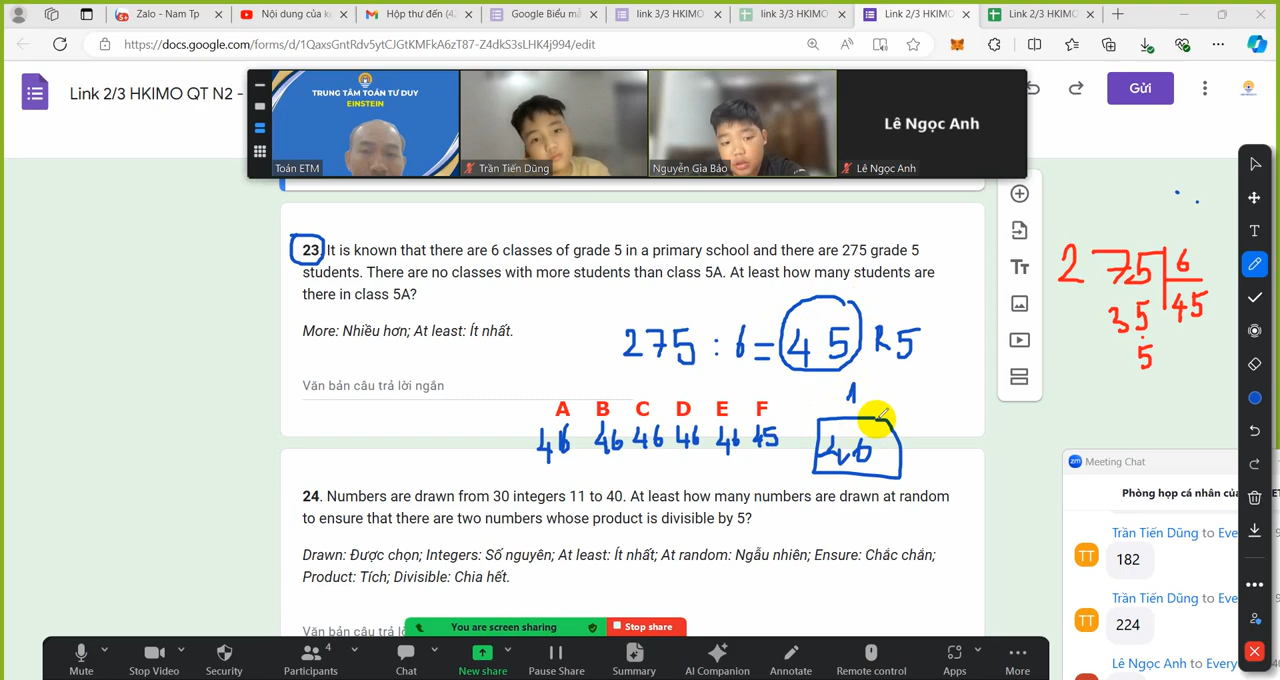 Zalo - Nam Tp
Nội dung của k
Hộp thư đến (4
Google Biểu m
link 3/3 HKIMO
link 3/3 HKIMO
Link 2/3 HKIMO
Link 2/3 HKIMO
https://docs.google.com/forms/d/1QaxsGntRdv5ytCJGtKMFkA6zT87-Z4dkS3sLHK4j994/edit
Link 2/3 HKIMO QT N2 -
TRUNG TÂM TOÁN TƯ DUY
EINSTEIN
Toán ETM
Trần Tiến Dũng
Nguyễn Gia Bảo
Lê Ngọc Anh
Lê Ngọc Anh
Gửi
23. It is known that there are 6 classes of grade 5 in a primary school and there are 275 grade 5
students. There are no classes with more students than class 5A. At least how many students are
there in class 5A?
More: Nhiều hơn; At least: Ít nhất.
275 : 6 = 45 R5
Văn bản câu trả lời ngắn
1
A B C D E F
46 46 46 46 46 45
46
275 6
35 45
5
24. Numbers are drawn from 30 integers 11 to 40. At least how many numbers are drawn at random
to ensure that there are two numbers whose product is divisible by 5?
Drawn: Được chọn; Integers: Số nguyên; At least: Ít nhất; At random: Ngẫu nhiên; Ensure: Chắc chắn;
Product: Tích; Divisible: Chia hết.
Văn bản câu trả lờ
You are screen sharing
Stop share
zm Meeting Chat
Phòng họp cá nhân củ
Trần Tiến Dũng to Eve
TT
182
Trần Tiến Dũng to Eve
TT
224
Lê Ngọc Anh to Every
Mute
Stop Video
Security
4
Participants
Chat
New share
Pause Share
Summary
AI Companion
Annotate
Remote control
Apps
More